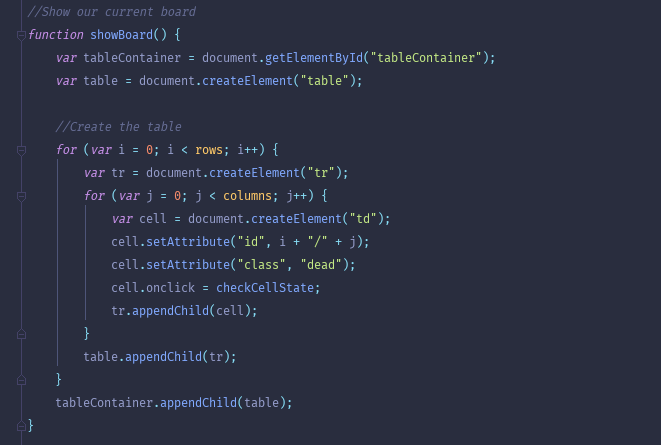 //Show our current board
function showBoard() {
    var tableContainer = document.getElementById("tableContainer");
    var table = document.createElement("table");

    //Create the table
    for (var i = 0; i < rows; i++) {
        var tr = document.createElement("tr");
        for (var j = 0; j < columns; j++) {
            var cell = document.createElement("td");
            cell.setAttribute("id", i + "/" + j);
            cell.setAttribute("class", "dead");
            cell.onclick = checkCellState;
            tr.appendChild(cell);
        }
        table.appendChild(tr);
    }
    tableContainer.appendChild(table);
}